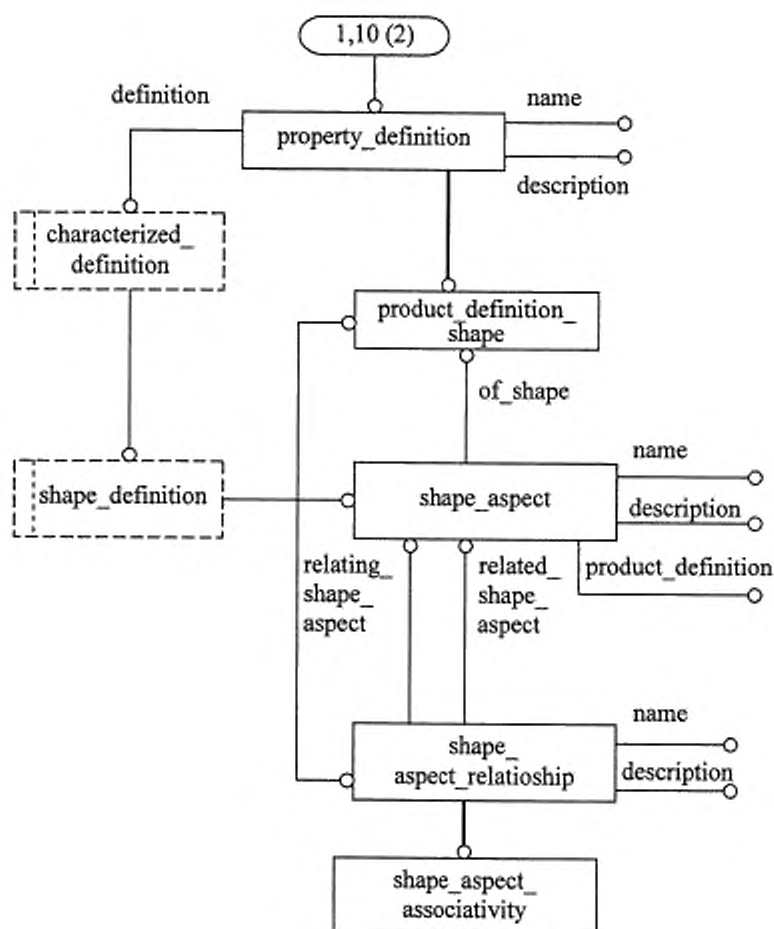 1,10 (2)
definition
name
property_definition
description
characterized_
definition
product_definition_
shape
of_shape
name
shape_definition
shape_aspect
description
relating_
shape_
aspect
related_
shape_
aspect
product_definition
name
shape_
aspect_relatioship
description
shape_aspect_
associativity